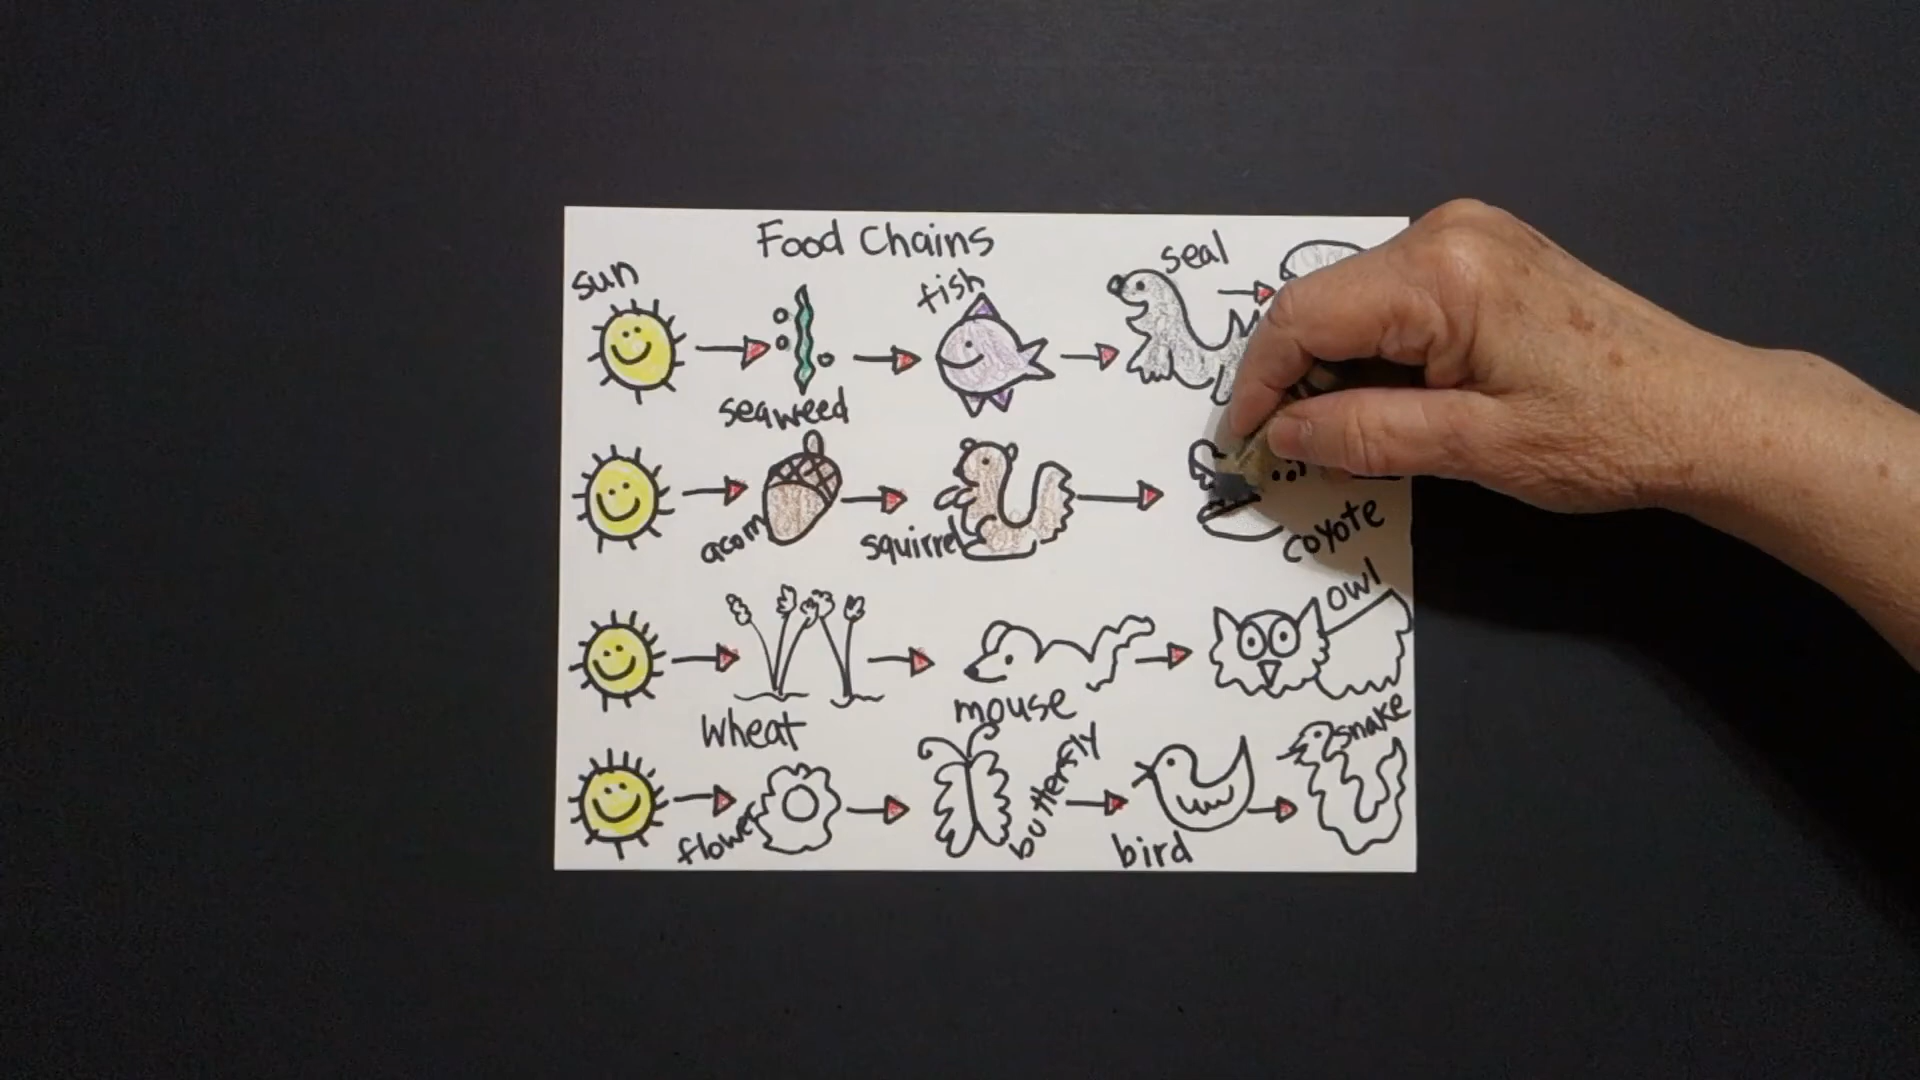 Food Chains
sun
seaweed
fish
seal
acorn
squirrel
coyote
wheat
mouse
owl
flower
butterfly
bird
snake